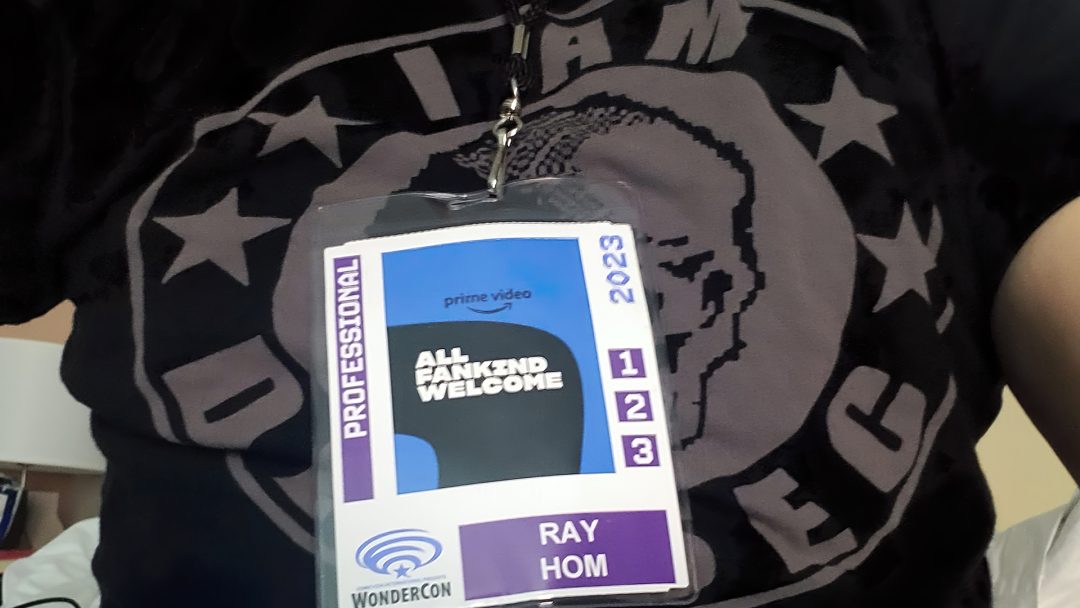 I AM
PROFESSIONAL
prime video
ALL
FANKIND
WELCOME
2023
1
2
3
WONDERCON
RAY
HOM